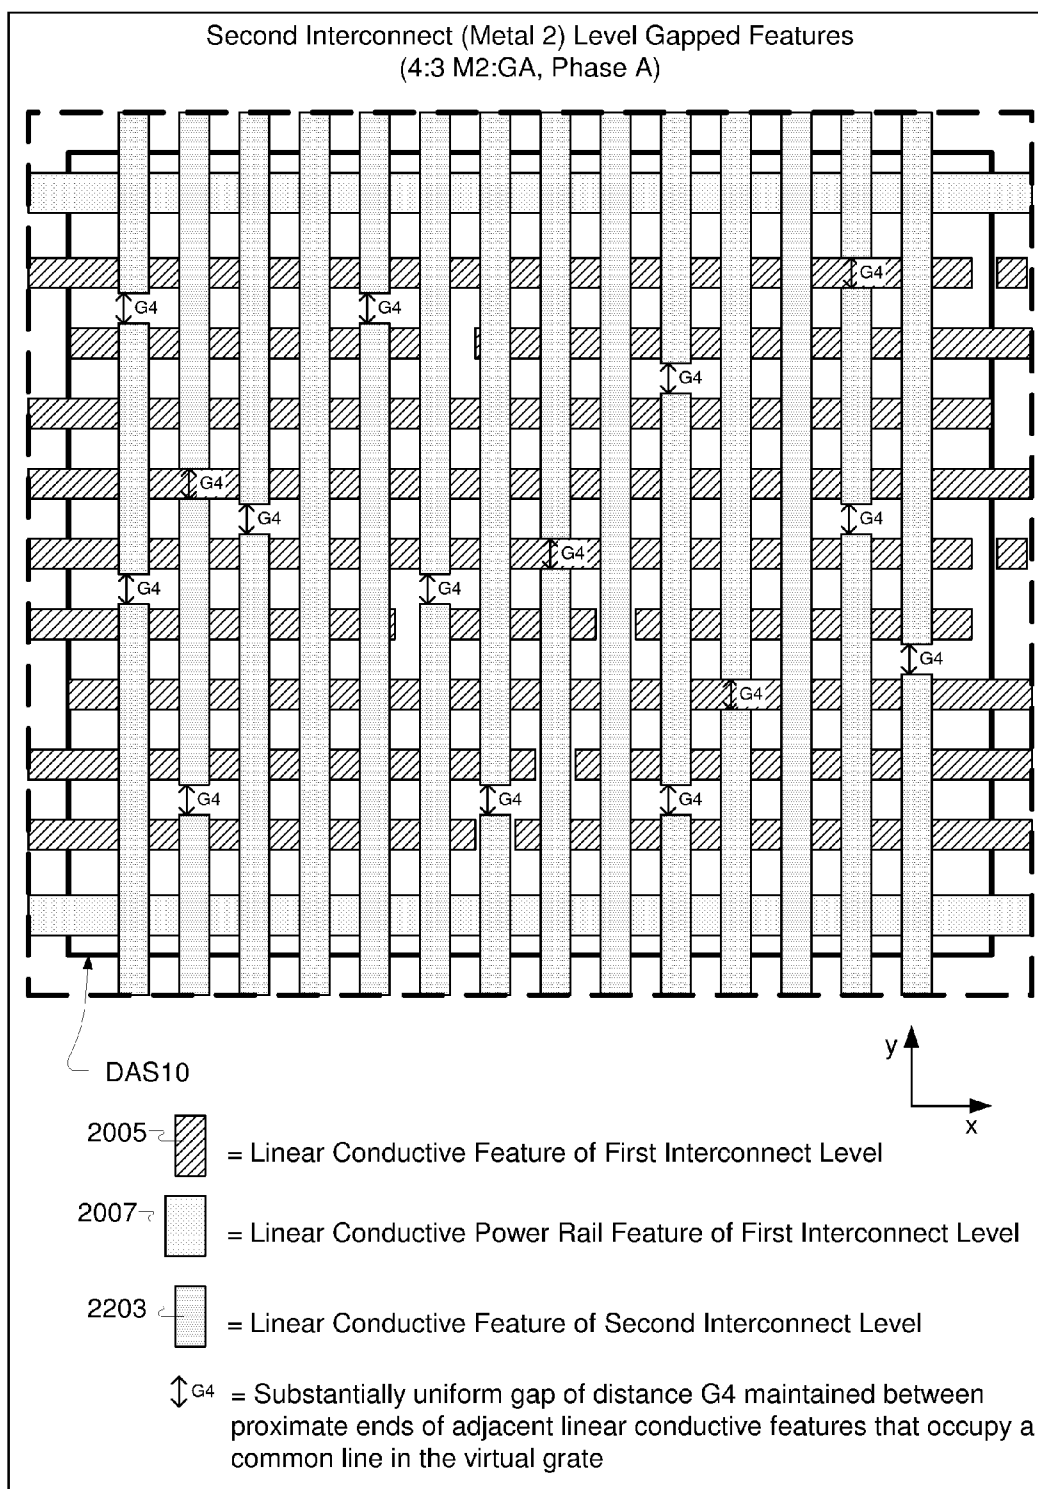 Second Interconnect (Metal 2) Level Gapped Features
(4:3 M2:GA, Phase A)
G4
G4 G4
G4
G4
G4 G4
G4
G4 G4
G4
G4
G4 G4 G4
DAS10
y
x
2005
= Linear Conductive Feature of First Interconnect Level
2007
= Linear Conductive Power Rail Feature of First Interconnect Level
2203
= Linear Conductive Feature of Second Interconnect Level
G4 = Substantially uniform gap of distance G4 maintained between
proximate ends of adjacent linear conductive features that occupy a
common line in the virtual grate